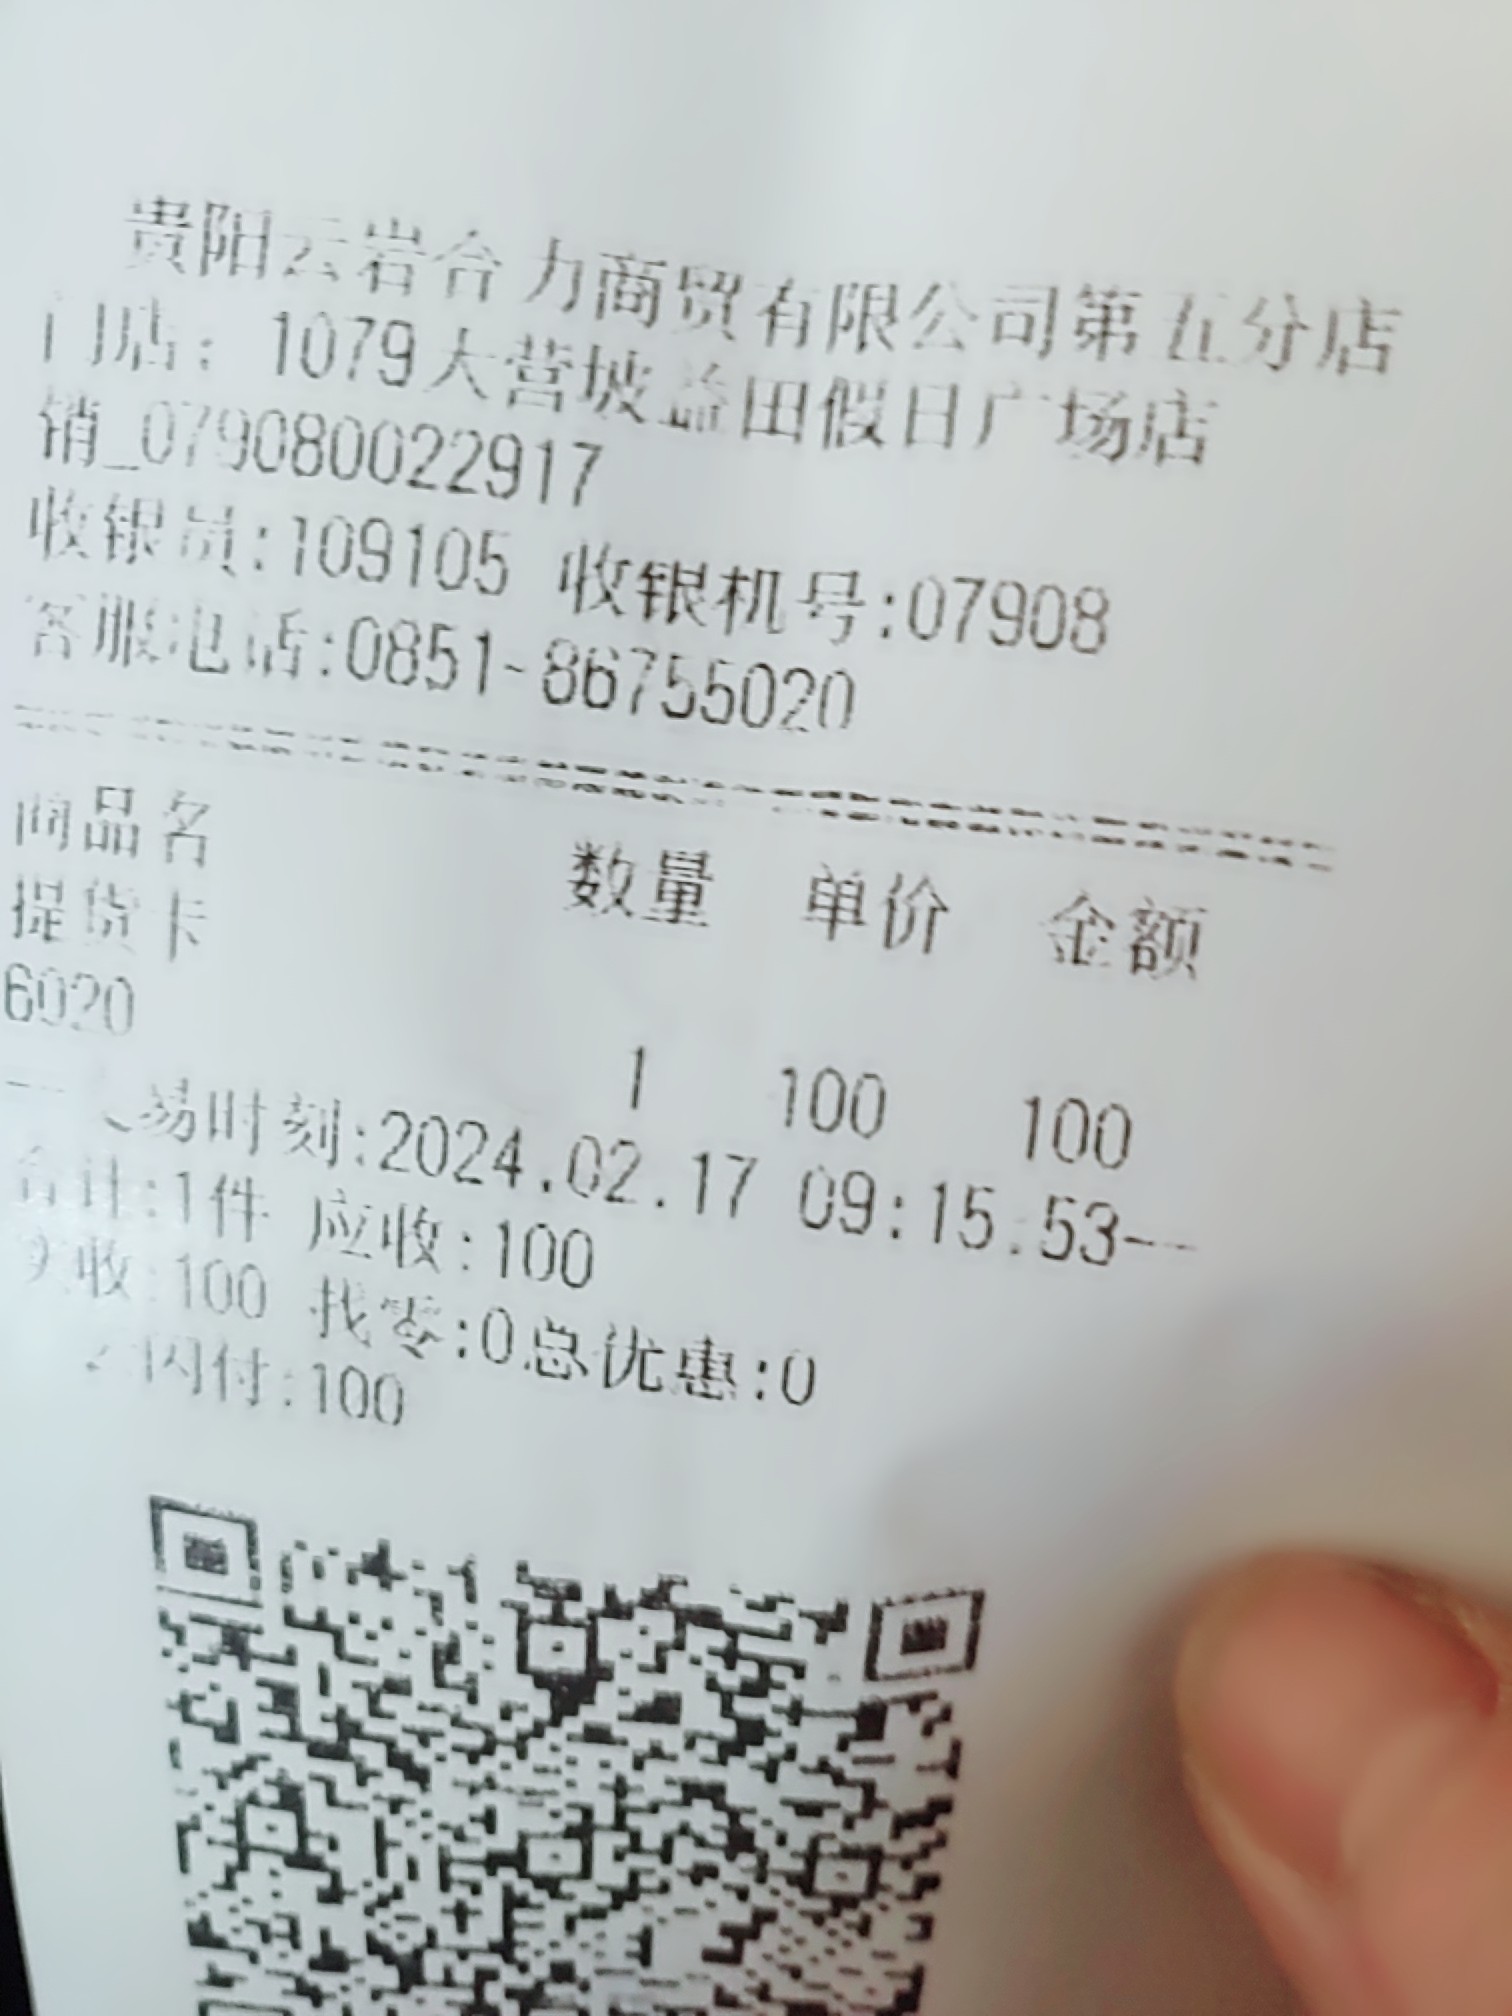 贵阳云岩合力商贸有限公司第五分店
门店：1079大营坡益田假日广场店
销_079080022917
收银员:109105 收银机号:07908
客服电话:0851-86755020
商品名 数量 单价 金额
提货卡
6020
1 100 100
--交易时刻:2024.02.17 09:15:53--
合计:1件 应收:100
实收:100 找零:0总优惠:0
云闪付:100